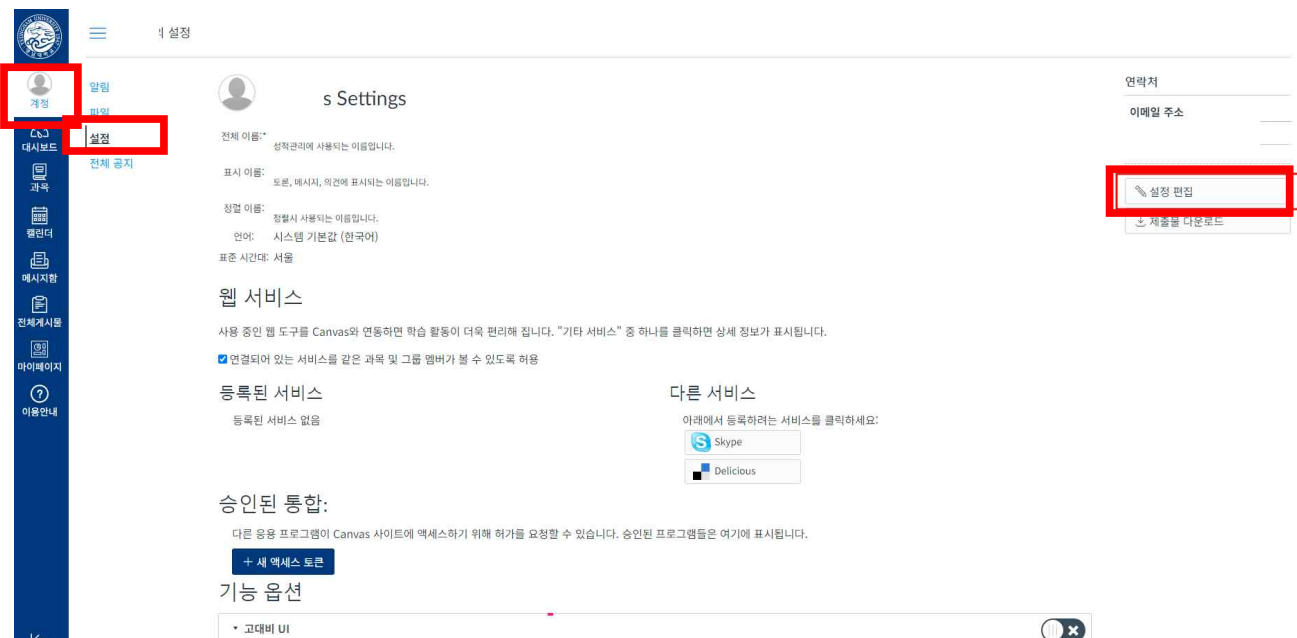 의 설정
계정
대시보드
과목
캘린더
메시지함
전체게시물
마이페이지
이용안내
알림
파일
설정
전체 공지
s Settings
전체 이름:*
성적관리에 사용되는 이름입니다.
표시 이름:
토론, 메시지, 의견에 표시되는 이름입니다.
정렬 이름:
정렬시 사용되는 이름입니다.
언어: 시스템 기본값 (한국어)
표준 시간대: 서울
웹 서비스
사용 중인 웹 도구를 Canvas와 연동하면 학습 활동이 더욱 편리해 집니다. "기타 서비스" 중 하나를 클릭하면 상세 정보가 표시됩니다.
연결되어 있는 서비스를 같은 과목 및 그룹 멤버가 볼 수 있도록 허용
등록된 서비스
등록된 서비스 없음
다른 서비스
아래에서 등록하려는 서비스를 클릭하세요:
Skype
Delicious
승인된 통합:
다른 응용 프로그램이 Canvas 사이트에 액세스하기 위해 허가를 요청할 수 있습니다. 승인된 프로그램들은 여기에 표시됩니다.
+ 새 액세스 토큰
기능 옵션
고대비 UI
연락처
이메일 주소
설정 편집
제출물 다운로드